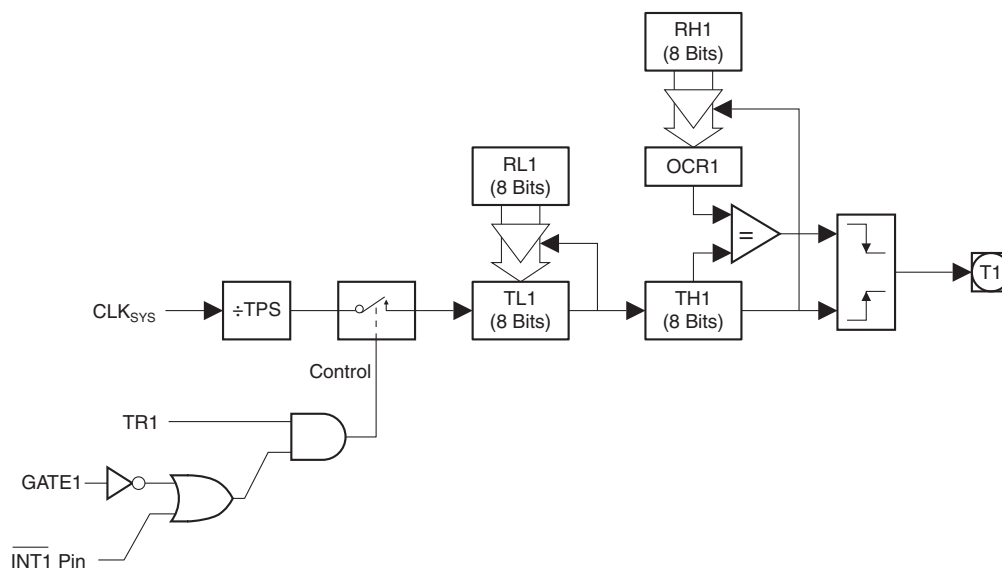 RH1
(8 Bits)
RL1
(8 Bits)
OCR1
=
CLKSYS
÷TPS
TL1
(8 Bits)
TH1
(8 Bits)
T1
Control
TR1
GATE1
INT1 Pin